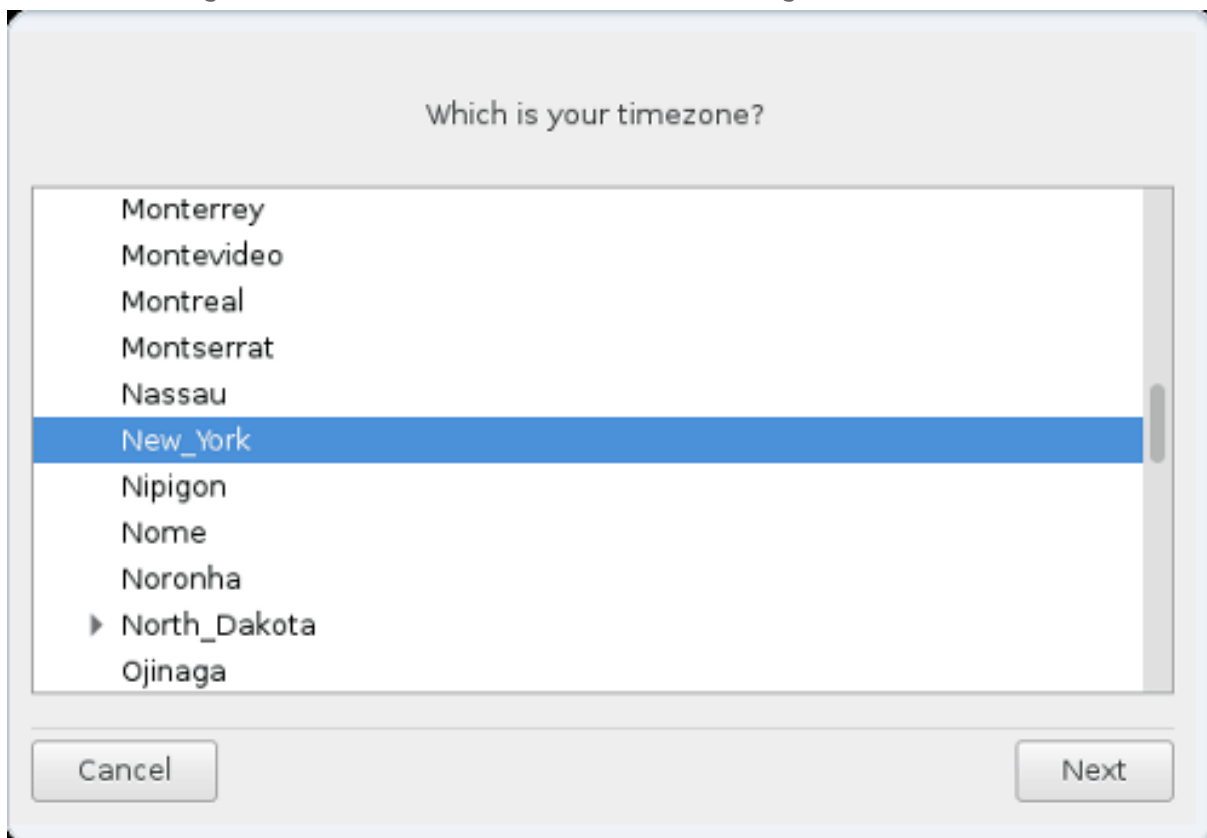 Which is your timezone?
Monterrey
Montevideo
Montreal
Montserrat
Nassau
New_York
Nipigon
Nome
Noronha
North_Dakota
Ojinaga
Cancel
Next